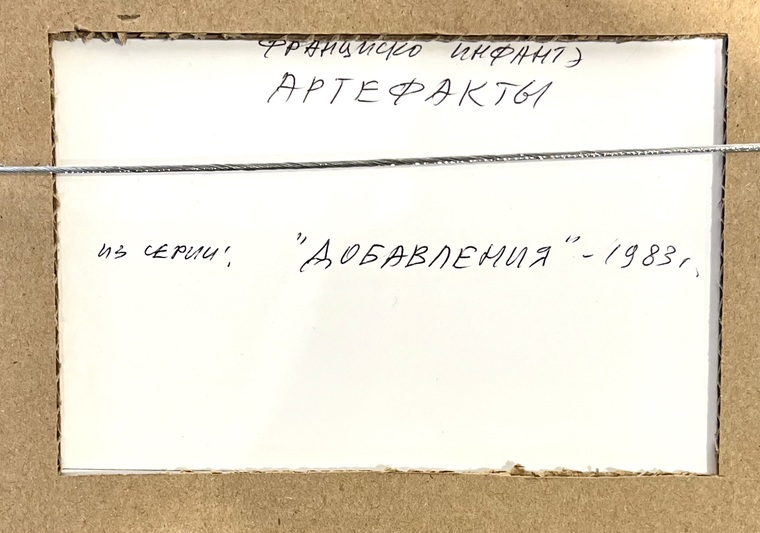 ФРАНЦИСКО ИНФАНТЭ
АРТЕФАКТЫ
ИЗ СЕРИИ: "ДОБАВЛЕНИЯ" - 1983 г.